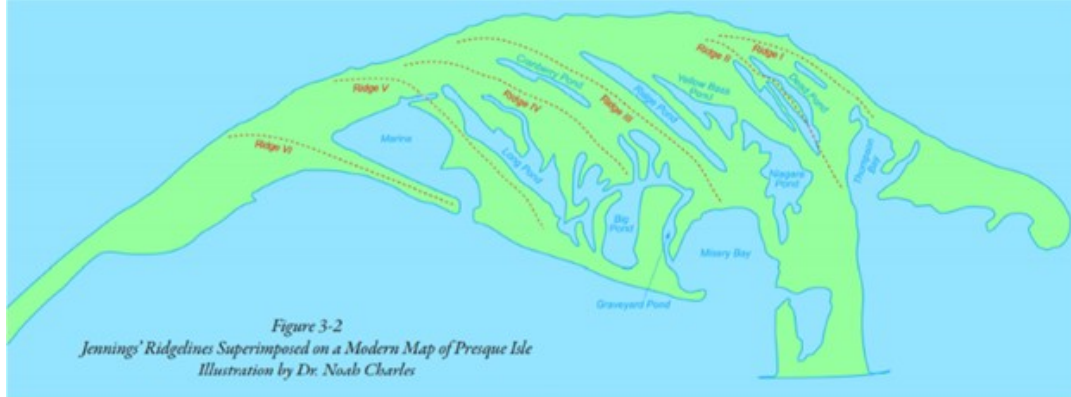 Ridge I
Ridge II
Dead Pond
Cranberry Pond
Yellow Bass
Pond
Ridge V
Ridge IV
Ridge III
Ridge Pond
Marine
Ridge VI
Long Pond
Niagara
Pond
Thompson
Bay
Big
Pond
Misery Bay
Graveyard Pond
Figure 3-2
Jennings' Ridgelines Superimposed on a Modern Map of Presque Isle
Illustration by Dr. Noah Charles